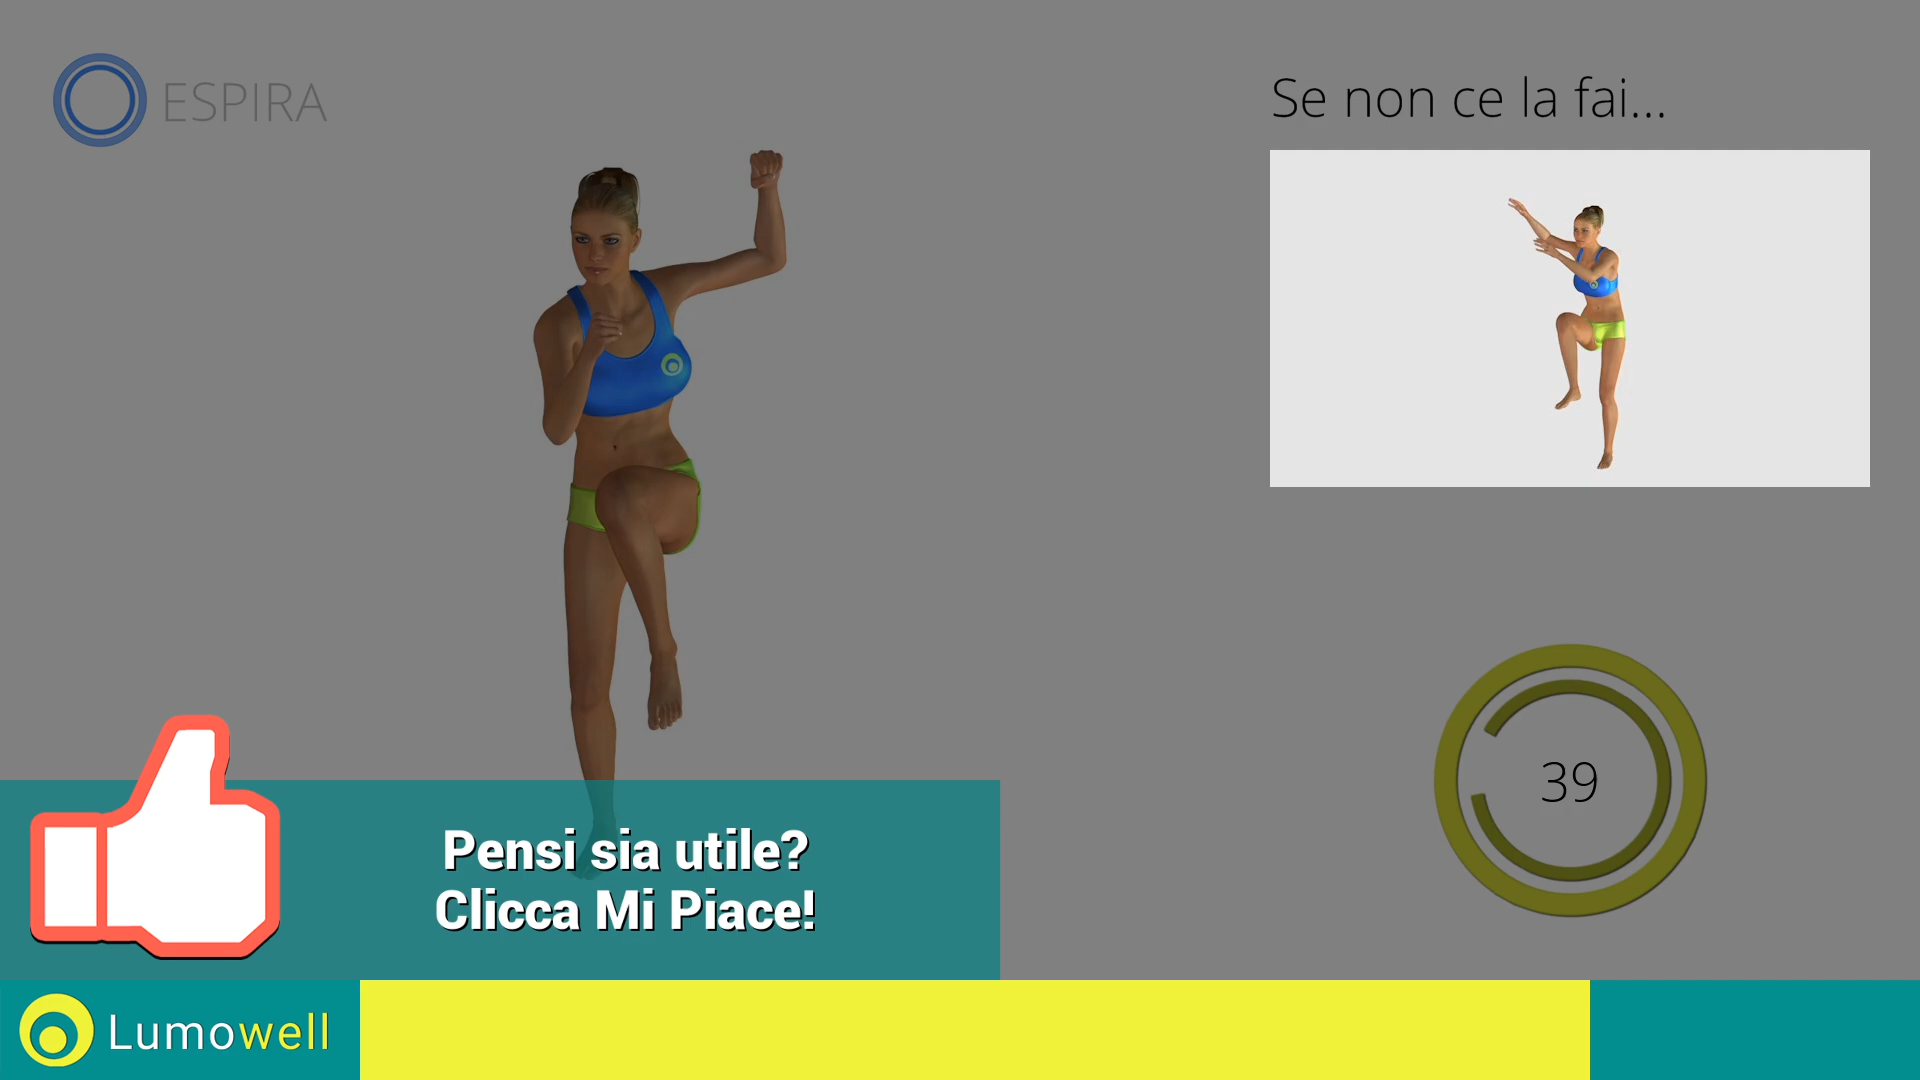 ESPIRA
Se non ce la fai...
39
Pensi sia utile?
Clicca Mi Piace!
Lumowell